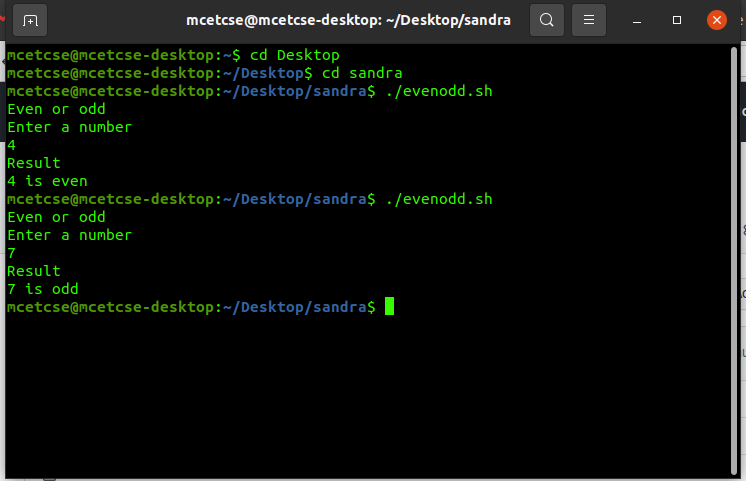 mcetcse@mcetcse-desktop: ~/Desktop/sandra
mcetcse@mcetcse-desktop:~$ cd Desktop
mcetcse@mcetcse-desktop:~/Desktop$ cd sandra
mcetcse@mcetcse-desktop:~/Desktop/sandra$ ./evenodd.sh
Even or odd
Enter a number
4
Result
4 is even
mcetcse@mcetcse-desktop:~/Desktop/sandra$ ./evenodd.sh
Even or odd
Enter a number
7
Result
7 is odd
mcetcse@mcetcse-desktop:~/Desktop/sandra$